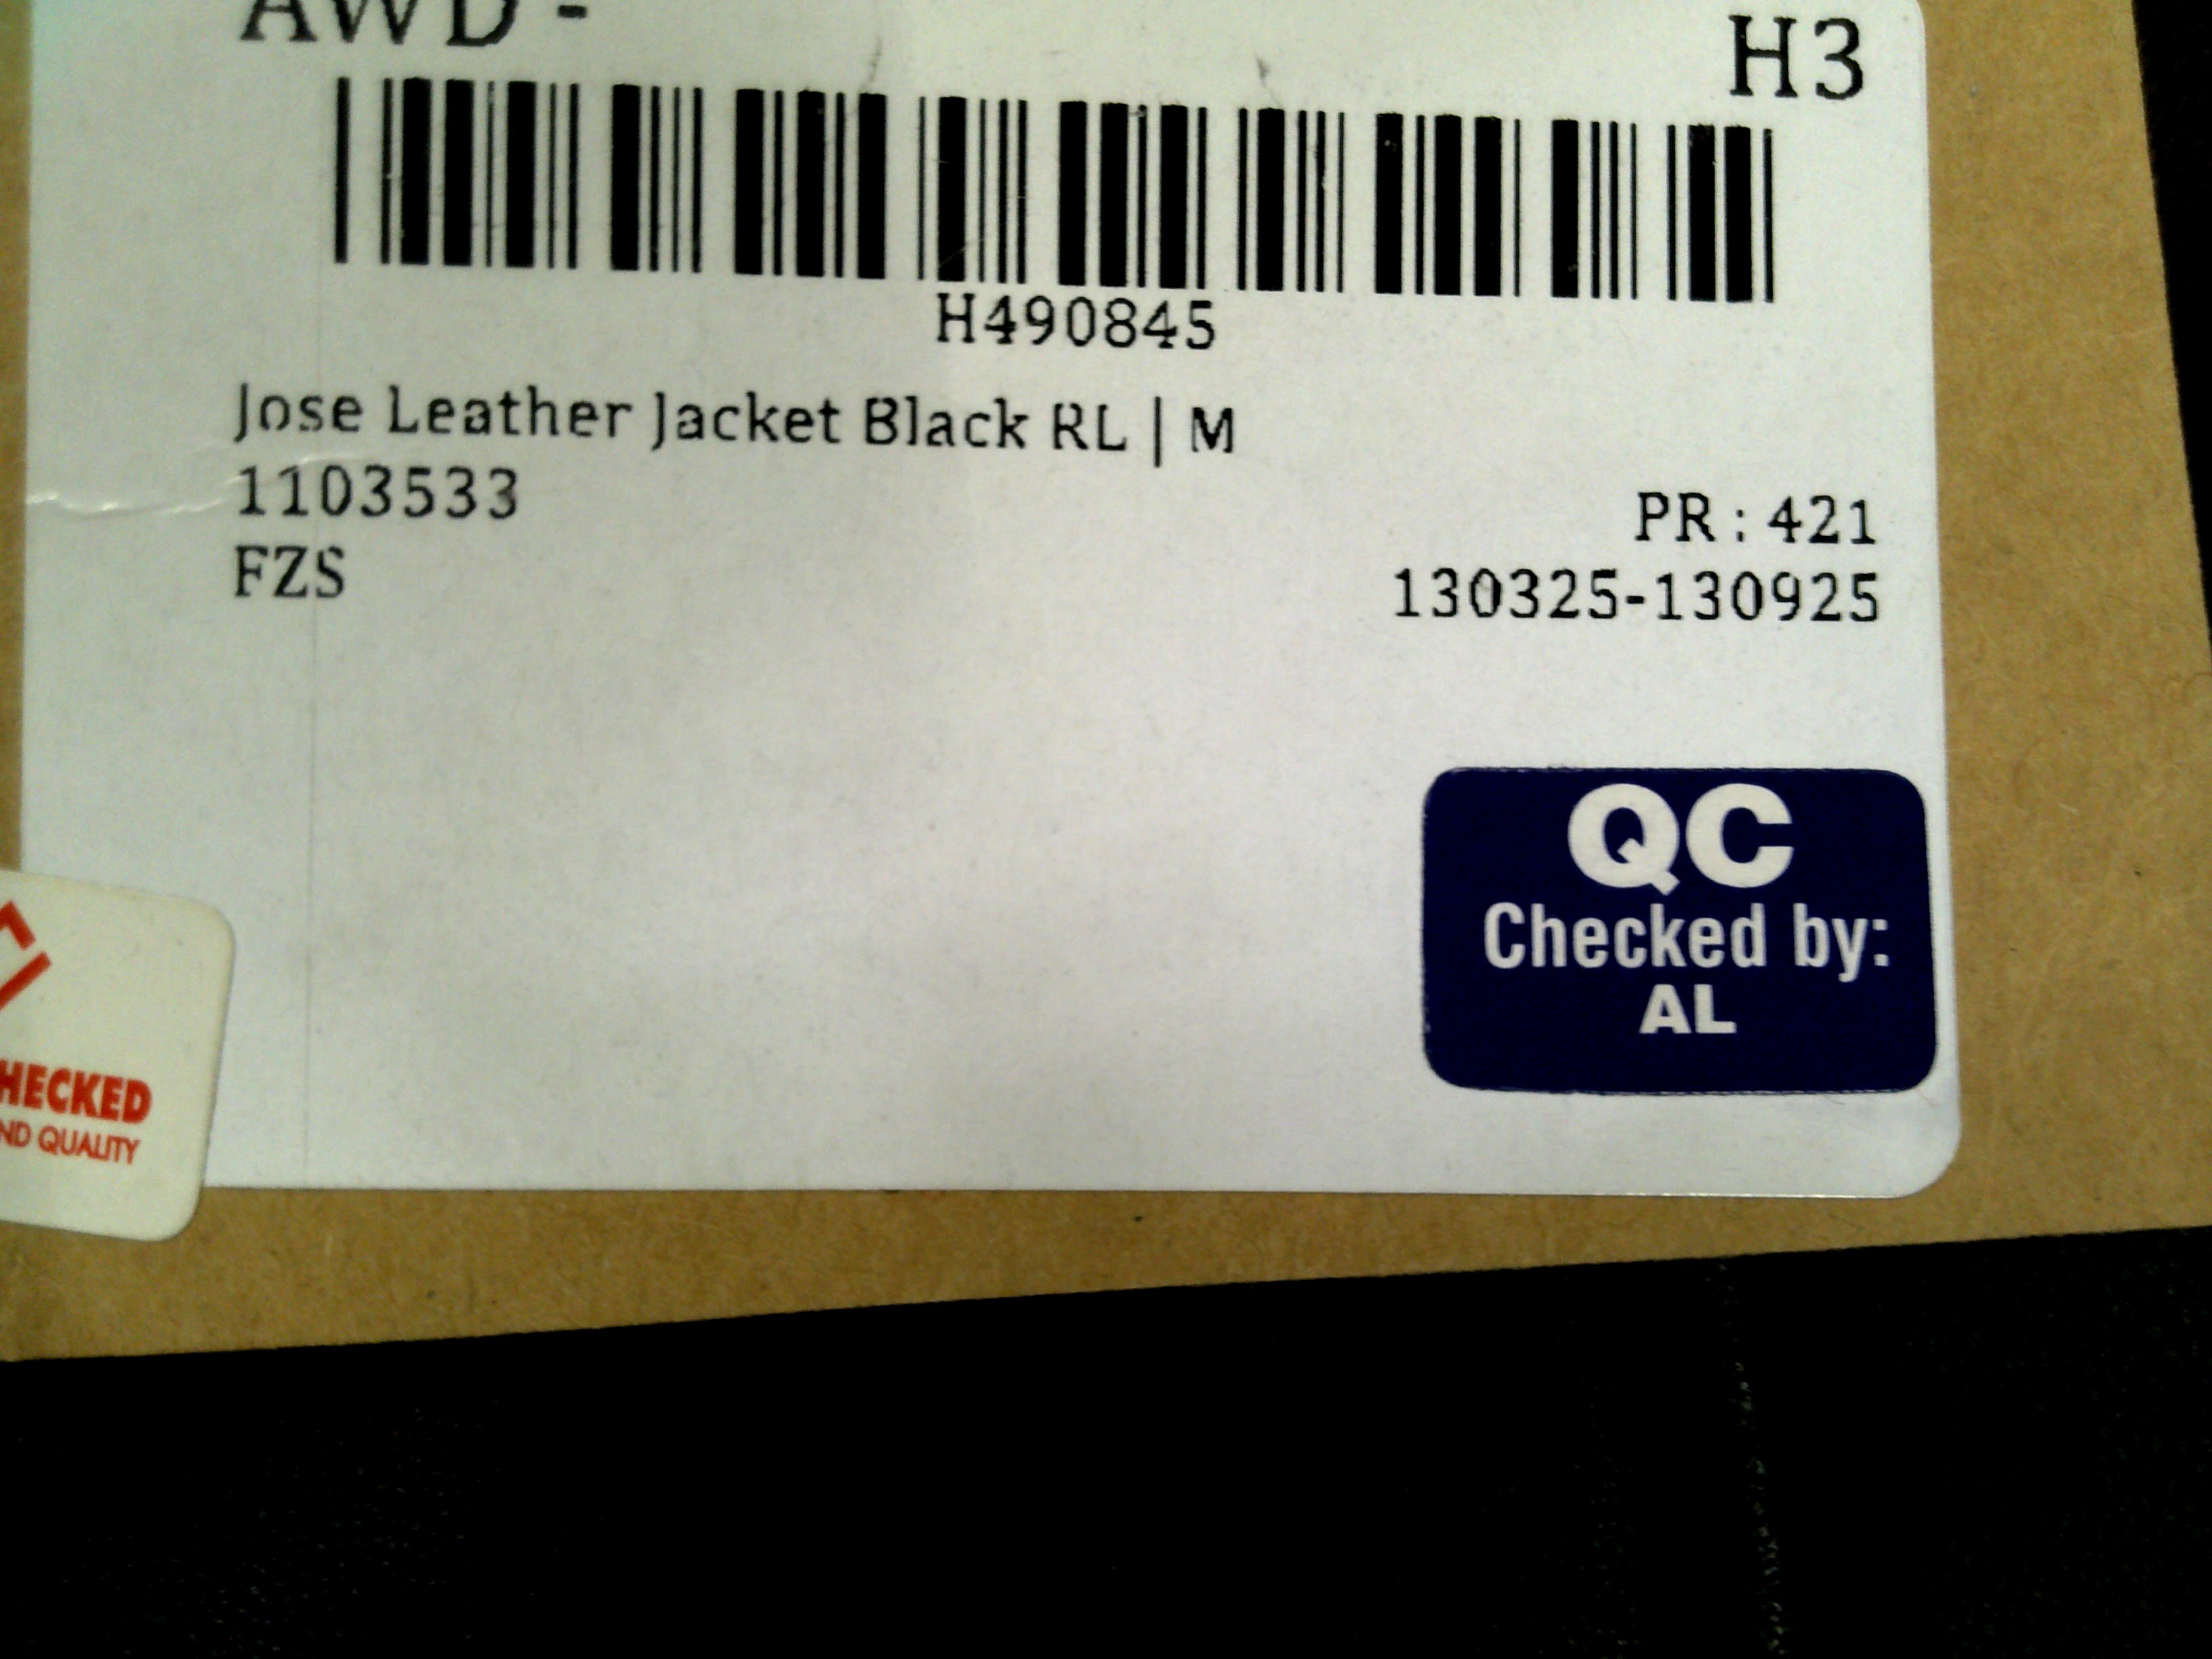 AWD -
H3
H490845
Jose Leather Jacket Black RL | M
1103533
PR : 421
FZS
130325-130925
QC
Checked by:
AL
HECKED
ND QUALITY